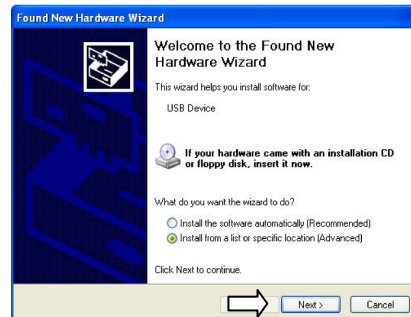 Found New Hardware Wizard
Welcome to the Found New
Hardware Wizard
This wizard helps you install software for:
USB Device
If your hardware came with an installation CD
or floppy disk, insert it now.
What do you want the wizard to do?
Install the software automatically (Recommended)
Install from a list or specific location (Advanced)
Click Next to continue.
Next >
Cancel